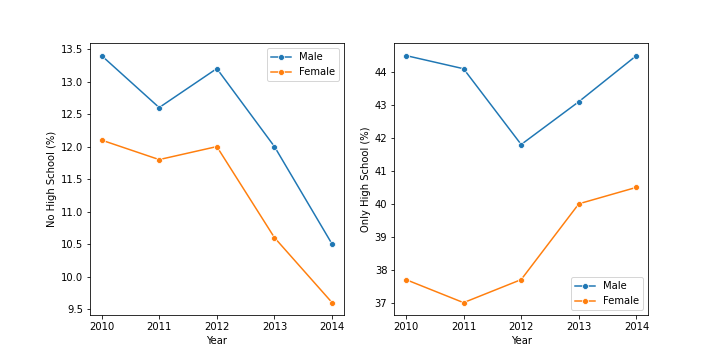 No High School (%)
13.5
13.0
12.5
12.0
11.5
11.0
10.5
10.0
9.5
Male
Female
2010 2011 2012 2013 2014
Year
Only High School (%)
44
43
42
41
40
39
38
37
Male
Female
2010 2011 2012 2013 2014
Year